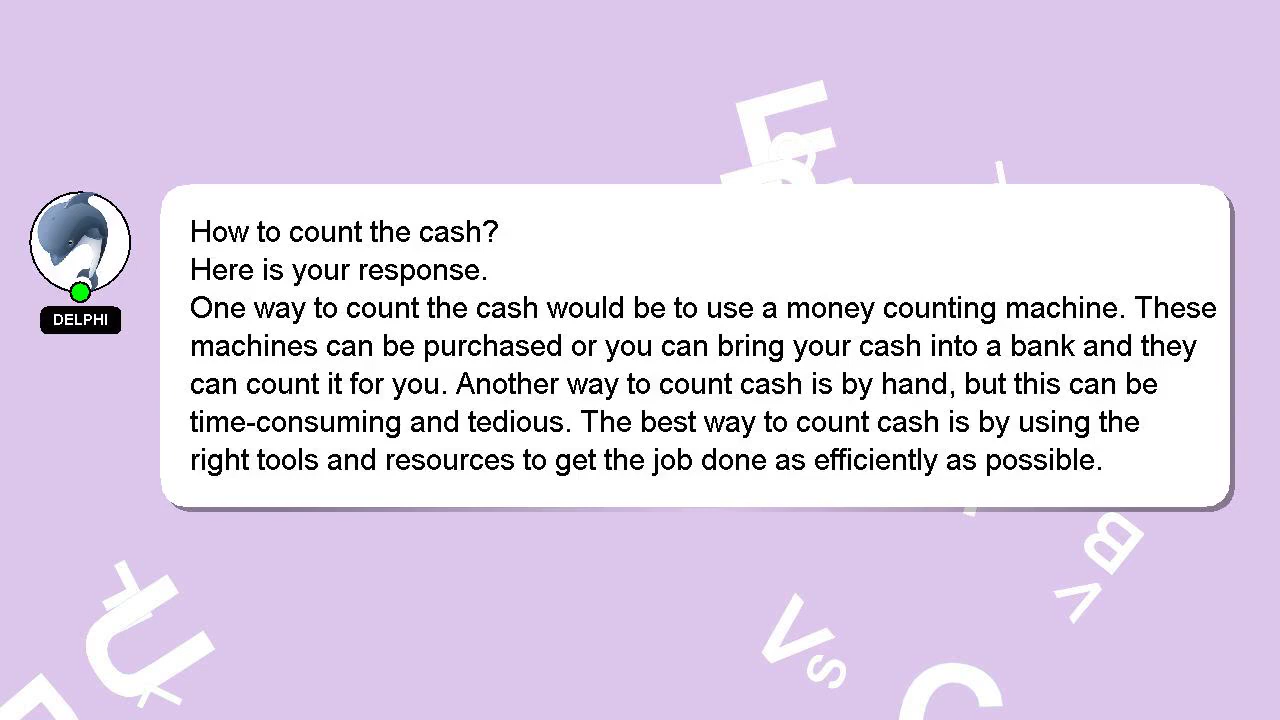 How to count the cash?
Here is your response.
One way to count the cash would be to use a money counting machine. These
machines can be purchased or you can bring your cash into a bank and they
can count it for you. Another way to count cash is by hand, but this can be
time-consuming and tedious. The best way to count cash is by using the
right tools and resources to get the job done as efficiently as possible.
DELPHI
E
B
V
U
V
S
C